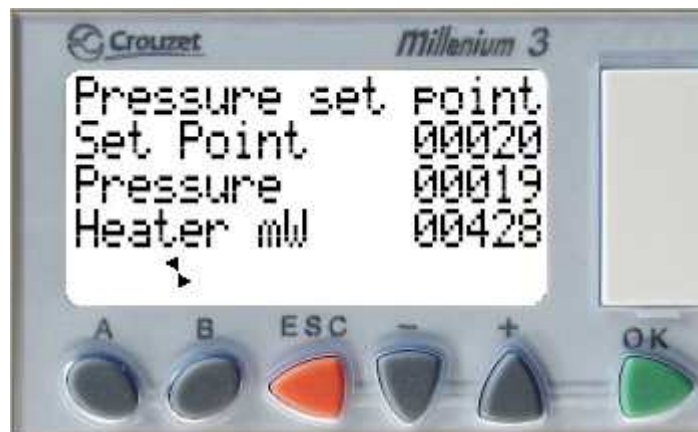 Crouzet Millenium 3
Pressure set point
Set Point 00020
Pressure 00019
Heater mW 00428
A B ESC - + OK